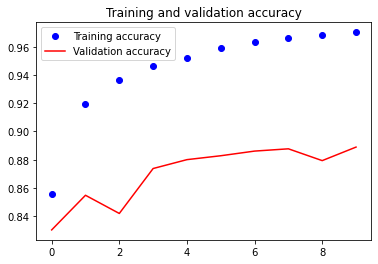 Training and validation accuracy
Training accuracy
Validation accuracy
0.96
0.94
0.92
0.90
0.88
0.86
0.84
0 2 4 6 8